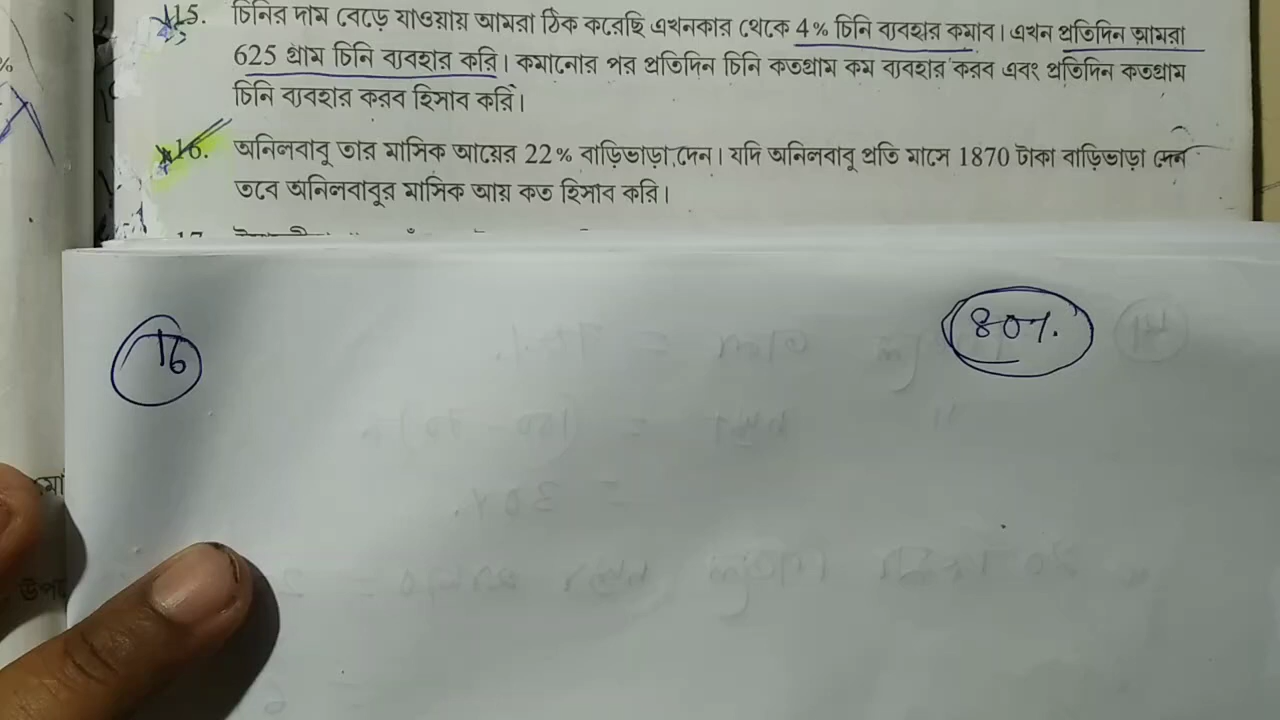 15. চিনির দাম বেড়ে যাওয়ায় আমরা ঠিক করেছি এখনকার থেকে 4% চিনি ব্যবহার কমাব। এখন প্রতিদিন আমরা
625 গ্রাম চিনি ব্যবহার করি। কমানোর পর প্রতিদিন চিনি কতগ্রাম কম ব্যবহার করব এবং প্রতিদিন কতগ্রাম
চিনি ব্যবহার করব হিসাব করি।
16. অনিলবাবু তার মাসিক আয়ের 22% বাড়িভাড়া দেন। যদি অনিলবাবু প্রতি মাসে 1870 টাকা বাড়িভাড়া দেন
তবে অনিলবাবুর মাসিক আয় কত হিসাব করি।
16
80%.